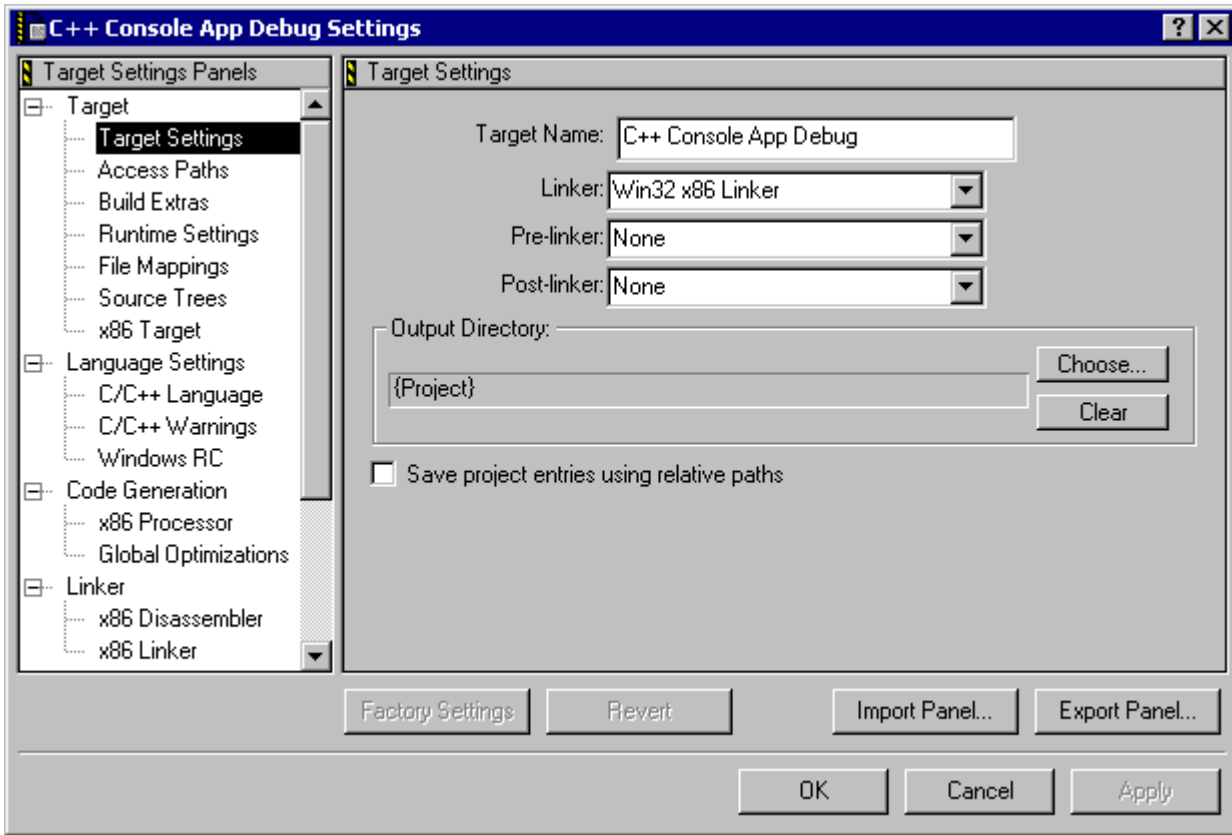 C++ Console App Debug Settings
Target Settings Panels
Target
Target Settings
Access Paths
Build Extras
Runtime Settings
File Mappings
Source Trees
x86 Target
Language Settings
C/C++ Language
C/C++ Warnings
Windows RC
Code Generation
x86 Processor
Global Optimizations
Linker
x86 Disassembler
x86 Linker
Target Settings
Target Name: C++ Console App Debug
Linker: Win32 x86 Linker
Pre-linker: None
Post-linker: None
Output Directory:
{Project}
Choose...
Clear
Save project entries using relative paths
Factory Settings Revert Import Panel... Export Panel...
OK Cancel Apply